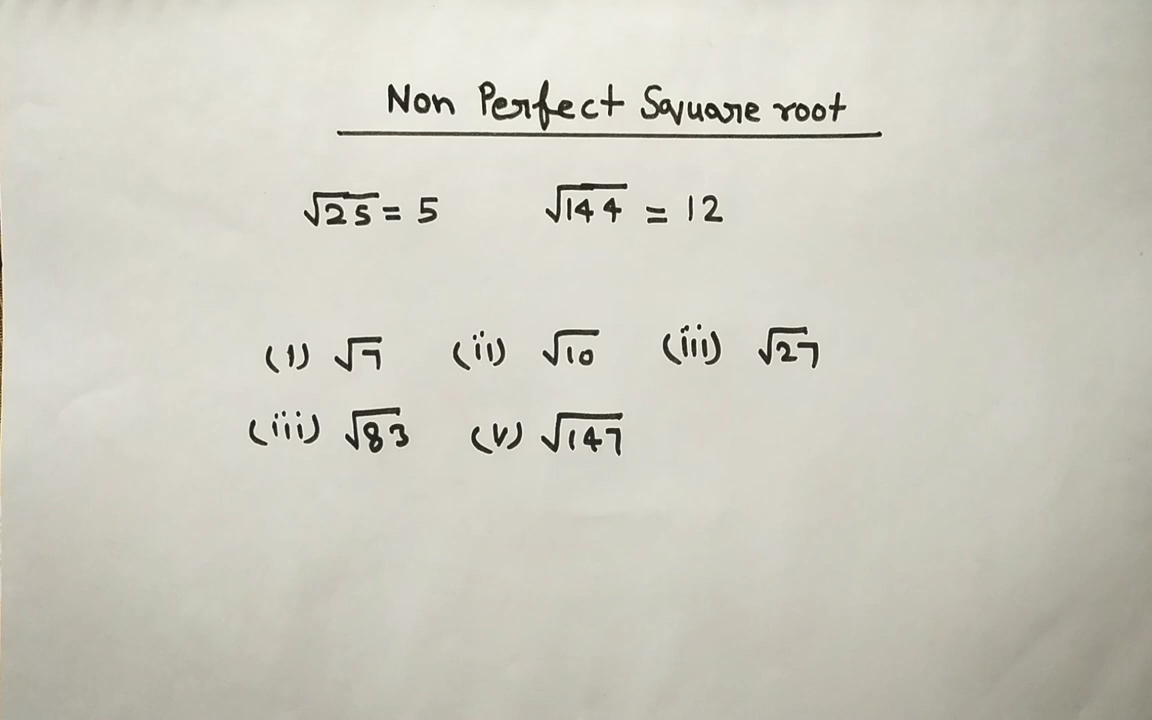 Non Perfect Square root
√25 = 5 √144 = 12
(i) √7 (ii) √10 (iii) √27
(iii) √83 (v) √147